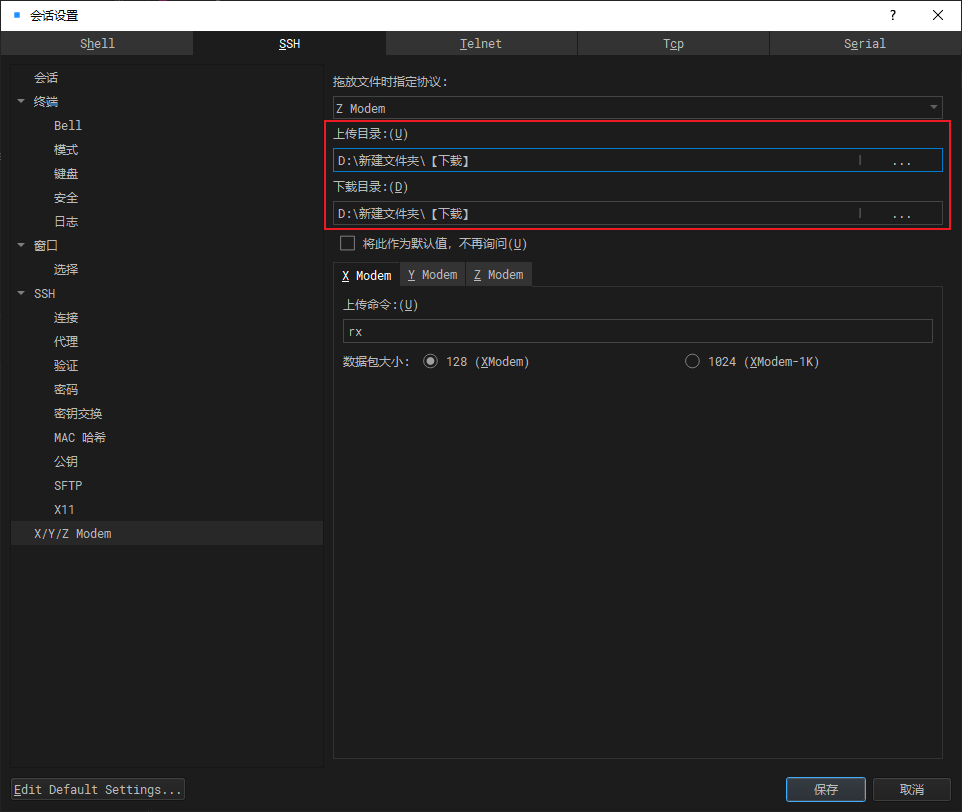 会话设置
?
Shell SSH Telnet Tcp Serial
会话
终端
Bell
模式
键盘
安全
日志
窗口
选择
SSH
连接
代理
验证
密码
密钥交换
MAC 哈希
公钥
SFTP
X11
X/Y/Z Modem
拖放文件时指定协议:
Z Modem
上传目录:(U)
D:\新建文件夹\【下载】 ...
下载目录:(D)
D:\新建文件夹\【下载】 ...
将此作为默认值, 不再询问(U)
X Modem Y Modem Z Modem
上传命令:(U)
rx
数据包大小: 128 (XModem) 1024 (XModem-1K)
Edit Default Settings... 保存 取消